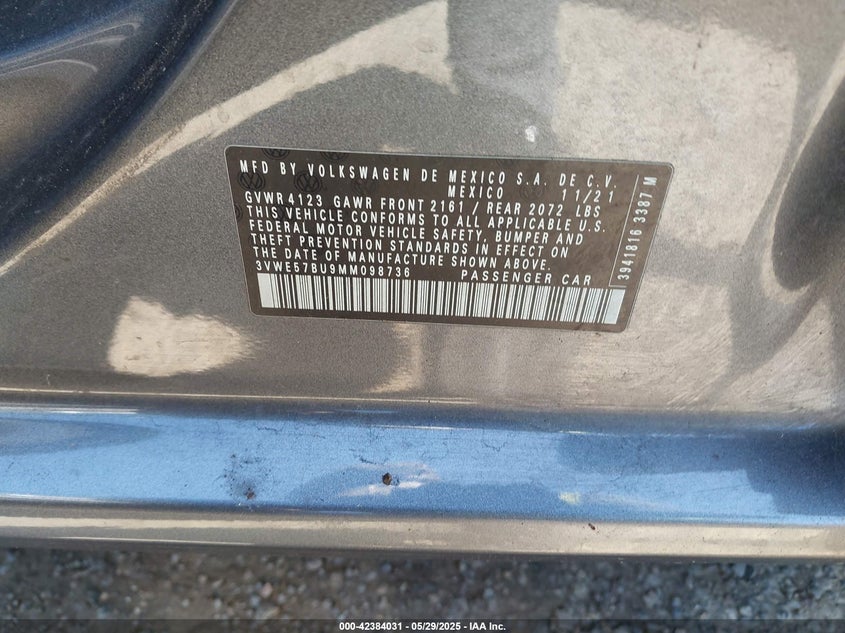 MFD BY VOLKSWAGEN DE MEXICO S.A. DE C.V.
MEXICO 11/21
GVWR 4123 GAWR FRONT 2161 / REAR 2072 LBS
THIS VEHICLE CONFORMS TO ALL APPLICABLE U.S.
FEDERAL MOTOR VEHICLE SAFETY, BUMPER AND
THEFT PREVENTION STANDARDS IN EFFECT ON
THE DATE OF MANUFACTURE SHOWN ABOVE.
3VWE57BU9MM098736 PASSENGER CAR
3941816 3387 M
000-42384031 - 05/29/2025 - IAA Inc.